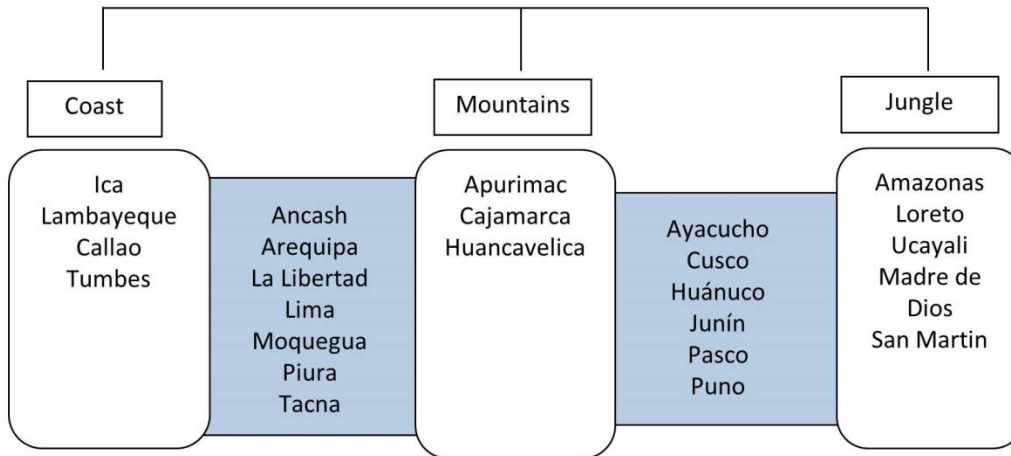 Coast
Mountains
Jungle
Ica
Lambayeque
Callao
Tumbes
Ancash
Arequipa
La Libertad
Lima
Moquegua
Piura
Tacna
Apurimac
Cajamarca
Huancavelica
Ayacucho
Cusco
Huánuco
Junín
Pasco
Puno
Amazonas
Loreto
Ucayali
Madre de
Dios
San Martin